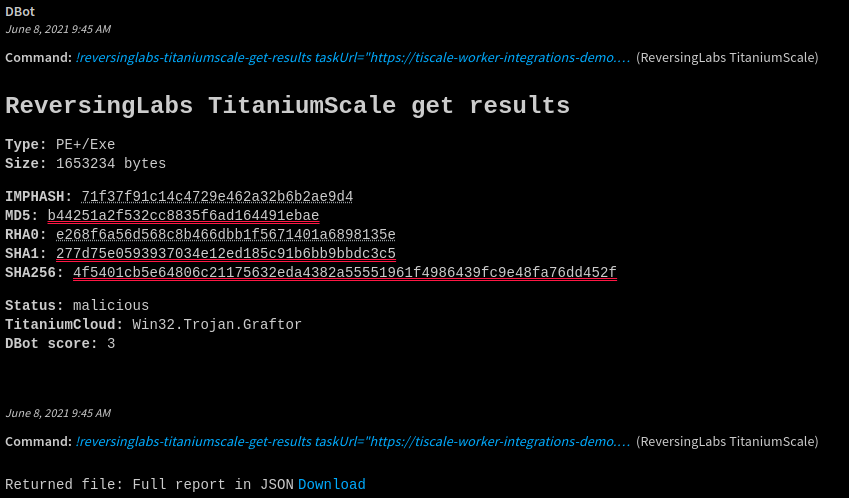 DBot
June 8, 2021 9:45 AM
Command: !reversinglabs-titaniumscale-get-results taskUrl="https://tiscale-worker-integrations-demo.… (ReversingLabs TitaniumScale)
ReversingLabs TitaniumScale get results
Type: PE+/Exe
Size: 1653234 bytes
IMPHASH: 71f37f91c14c4729e462a32b6b2ae9d4
MD5: b44251a2f532cc8835f6ad164491ebae
RHA0: e268f6a56d568c8b466dbb1f5671401a6898135e
SHA1: 277d75e0593937034e12ed185c91b6bb9bbdc3c5
SHA256: 4f5401cb5e64806c21175632eda4382a55551961f4986439fc9e48fa76dd452f
Status: malicious
TitaniumCloud: Win32.Trojan.Graftor
DBot score: 3
June 8, 2021 9:45 AM
Command: !reversinglabs-titaniumscale-get-results taskUrl="https://tiscale-worker-integrations-demo.… (ReversingLabs TitaniumScale)
Returned file: Full report in JSON Download